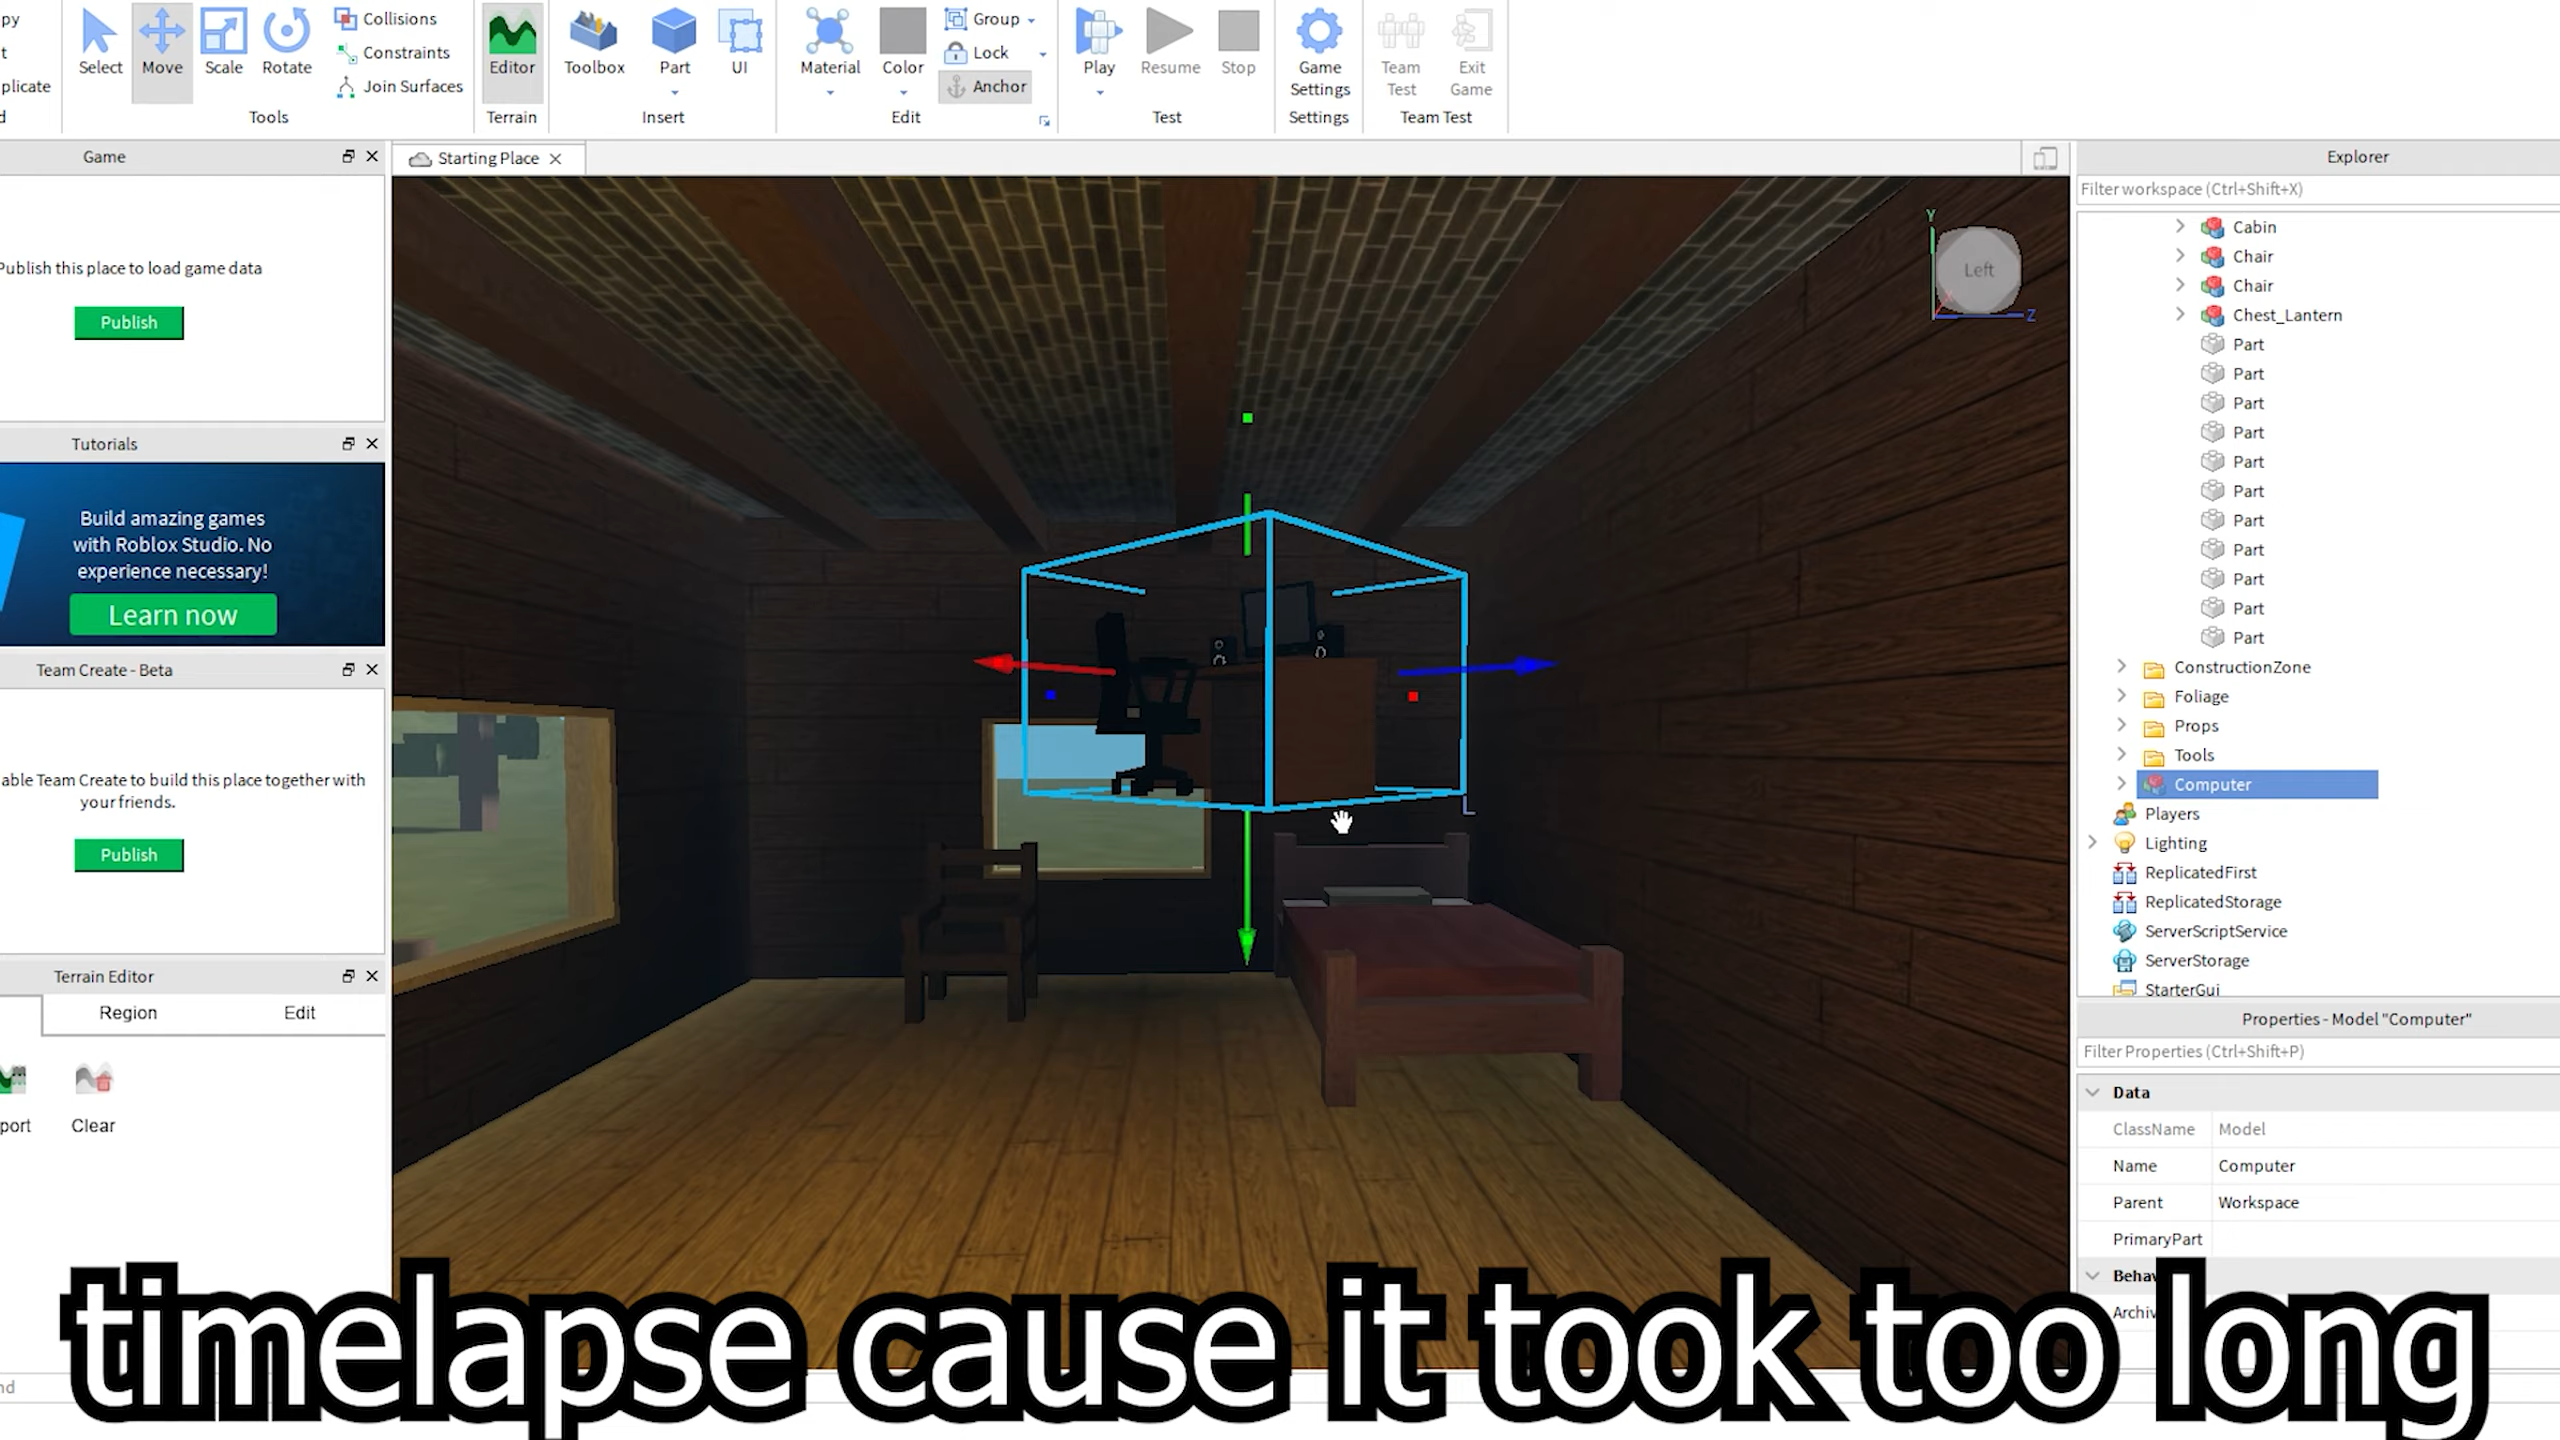 py
t
plicate
d
Select
Move
Scale
Rotate
Collisions
Constraints
Join Surfaces
Tools
Editor
Terrain
Toolbox
Part
UI
Insert
Material
Color
Group
Lock
Anchor
Edit
Play
Resume
Stop
Test
Game
Settings
Settings
Team
Test
Exit
Game
Team Test
Game
Publish this place to load game data
Publish
Tutorials
Build amazing games
with Roblox Studio. No
experience necessary!
Learn now
Team Create - Beta
able Team Create to build this place together with
your friends.
Publish
Terrain Editor
Region
Edit
port
Clear
nd
Starting Place
Y
Left
Z
L
Explorer
Filter workspace (Ctrl+Shift+X)
Cabin
Chair
Chair
Chest_Lantern
Part
Part
Part
Part
Part
Part
Part
Part
Part
Part
Part
ConstructionZone
Foliage
Props
Tools
Computer
Players
Lighting
ReplicatedFirst
ReplicatedStorage
ServerScriptService
ServerStorage
StarterGui
Properties - Model "Computer"
Filter Properties (Ctrl+Shift+P)
Data
ClassName Model
Name Computer
Parent Workspace
PrimaryPart
Behav
Archiv
timelapse cause it took too long